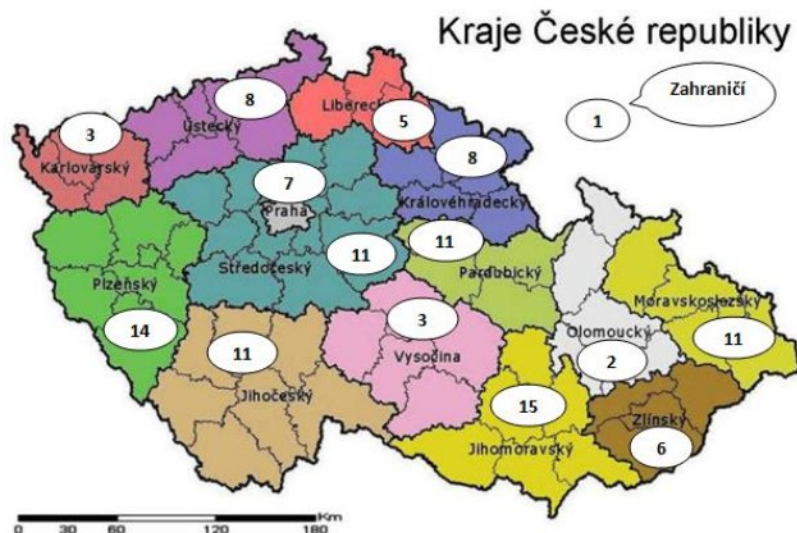 Kraje České republiky
Zahraničí
1
8
Ústecký
Liberec
5
3
Karlovarský
8
7
Praha
Královéhradecký
11
11
Středočeský
Pardubický
Plzeňský
Moravskoslezský
14
11
3
Vysočina
Olomoucký
11
2
Jihočeský
15
Zlínský
Jihomoravský
6
Km
0 30 60 120 180